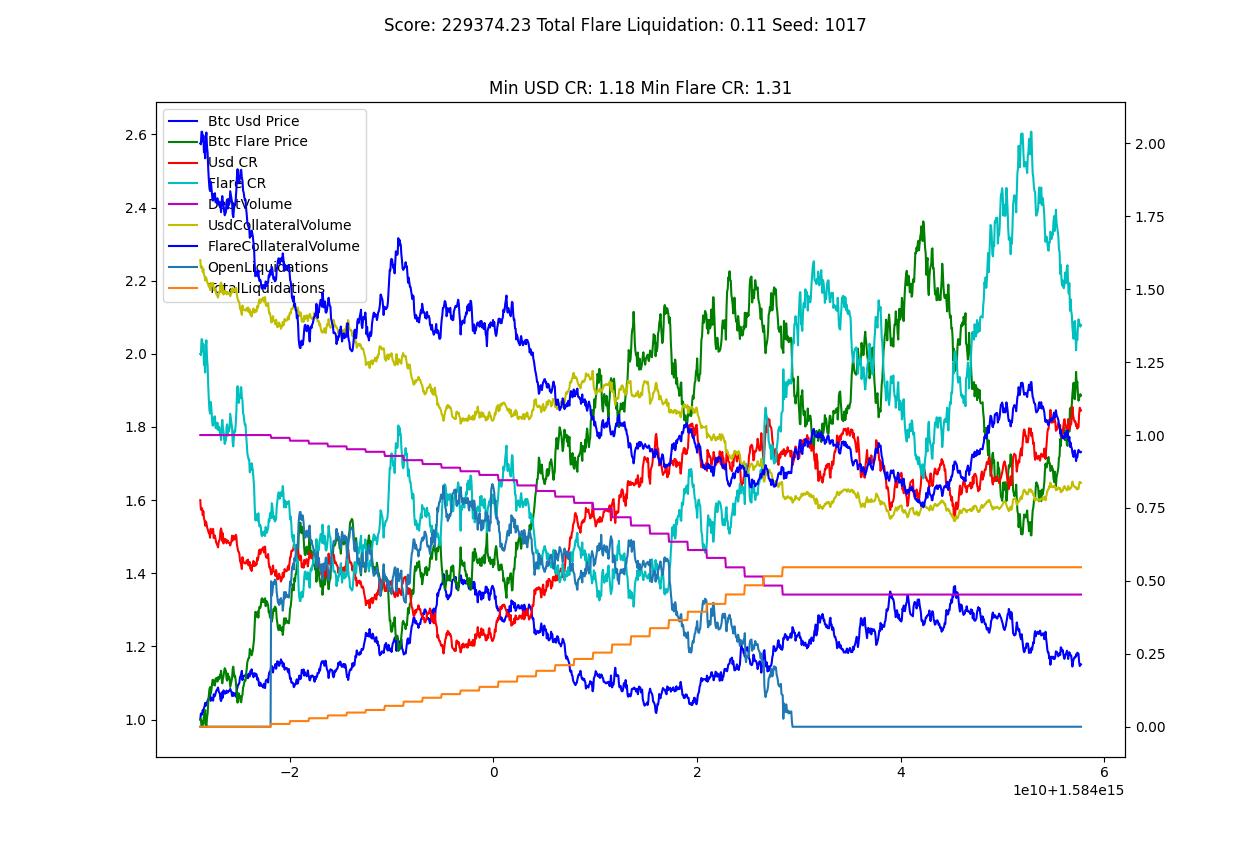 Score: 229374.23 Total Flare Liquidation: 0.11 Seed: 1017
Min USD CR: 1.18 Min Flare CR: 1.31
Btc Usd Price
Btc Flare Price
Usd CR
Flare CR
DebtVolume
UsdCollateralVolume
FlareCollateralVolume
OpenLiquidations
TotalLiquidations
2.6
2.4
2.2
2.0
1.8
1.6
1.4
1.2
1.0
2.00
1.75
1.50
1.25
1.00
0.75
0.50
0.25
0.00
−2 0 2 4 6
1e10+1.584e15